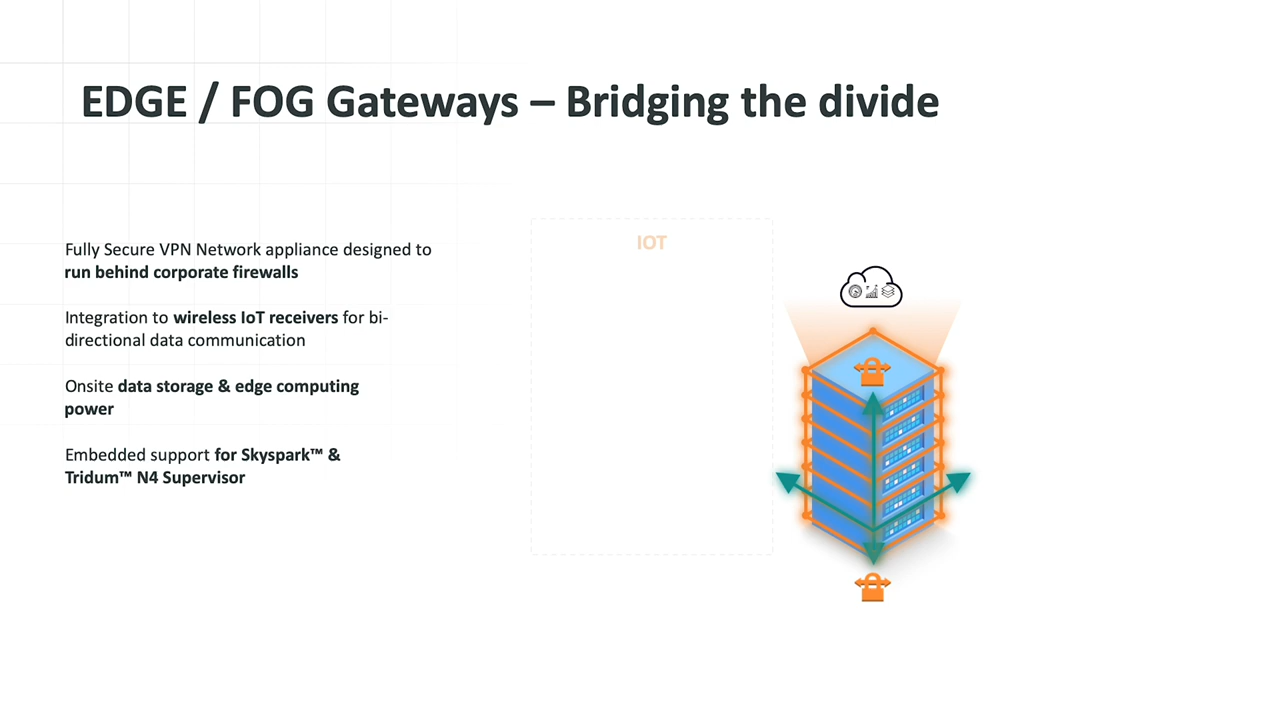 EDGE / FOG Gateways – Bridging the divide
Fully Secure VPN Network appliance designed to
run behind corporate firewalls
Integration to wireless IoT receivers for bi-
directional data communication
Onsite data storage & edge computing
power
Embedded support for Skyspark™ &
Tridum™ N4 Supervisor
IOT